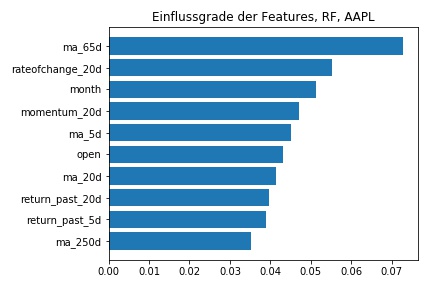 Einflussgrade der Features, RF, AAPL
ma_65d
rateofchange_20d
month
momentum_20d
ma_5d
open
ma_20d
return_past_20d
return_past_5d
ma_250d
0.00 0.01 0.02 0.03 0.04 0.05 0.06 0.07